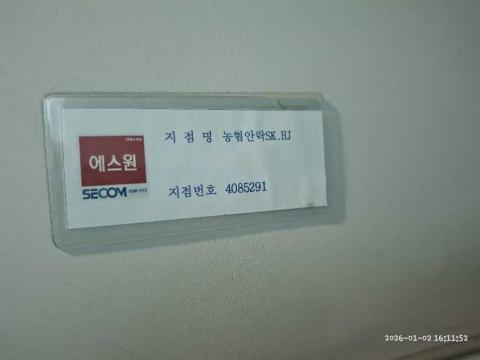 지 점 명 농협안락SK.HJ
에스원
SECOM
지점번호 4085291
2026-01-02 16:11:52